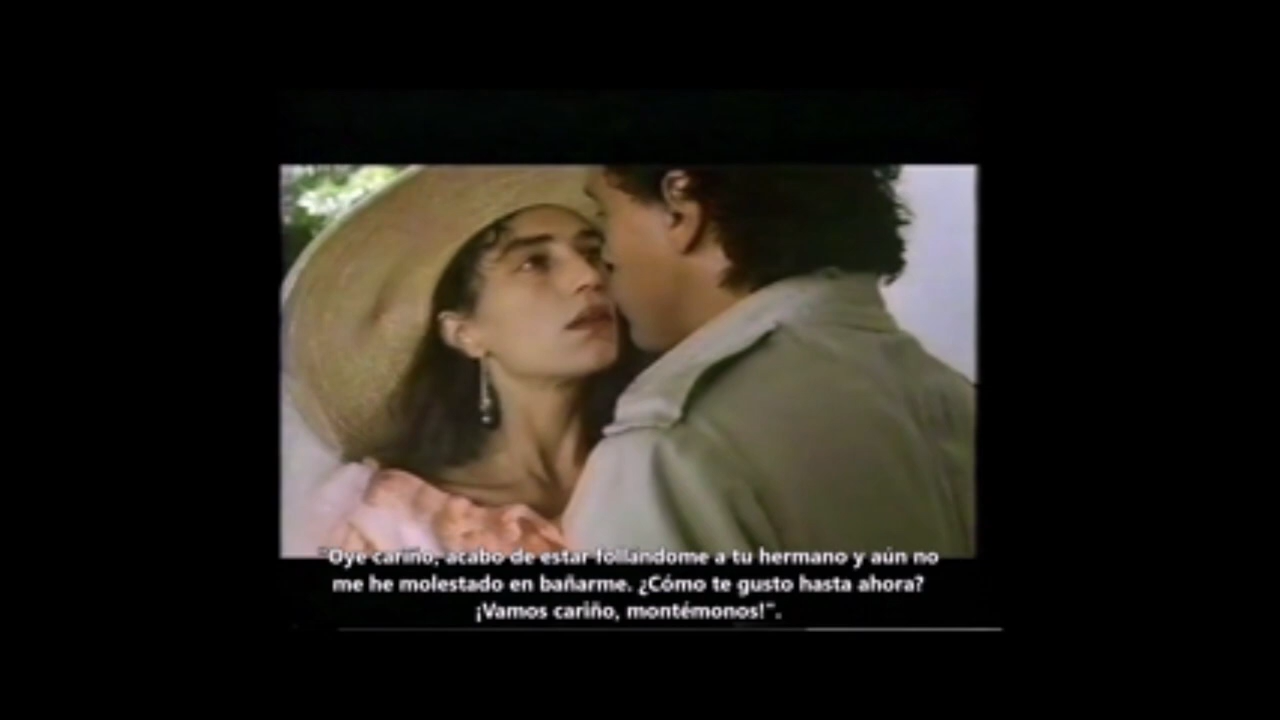 "Oye cariño, acabo de estar follándome a tu hermano y aún no
me he molestado en bañarme. ¿Cómo te gusto hasta ahora?
¡Vamos cariño, montémonos!".